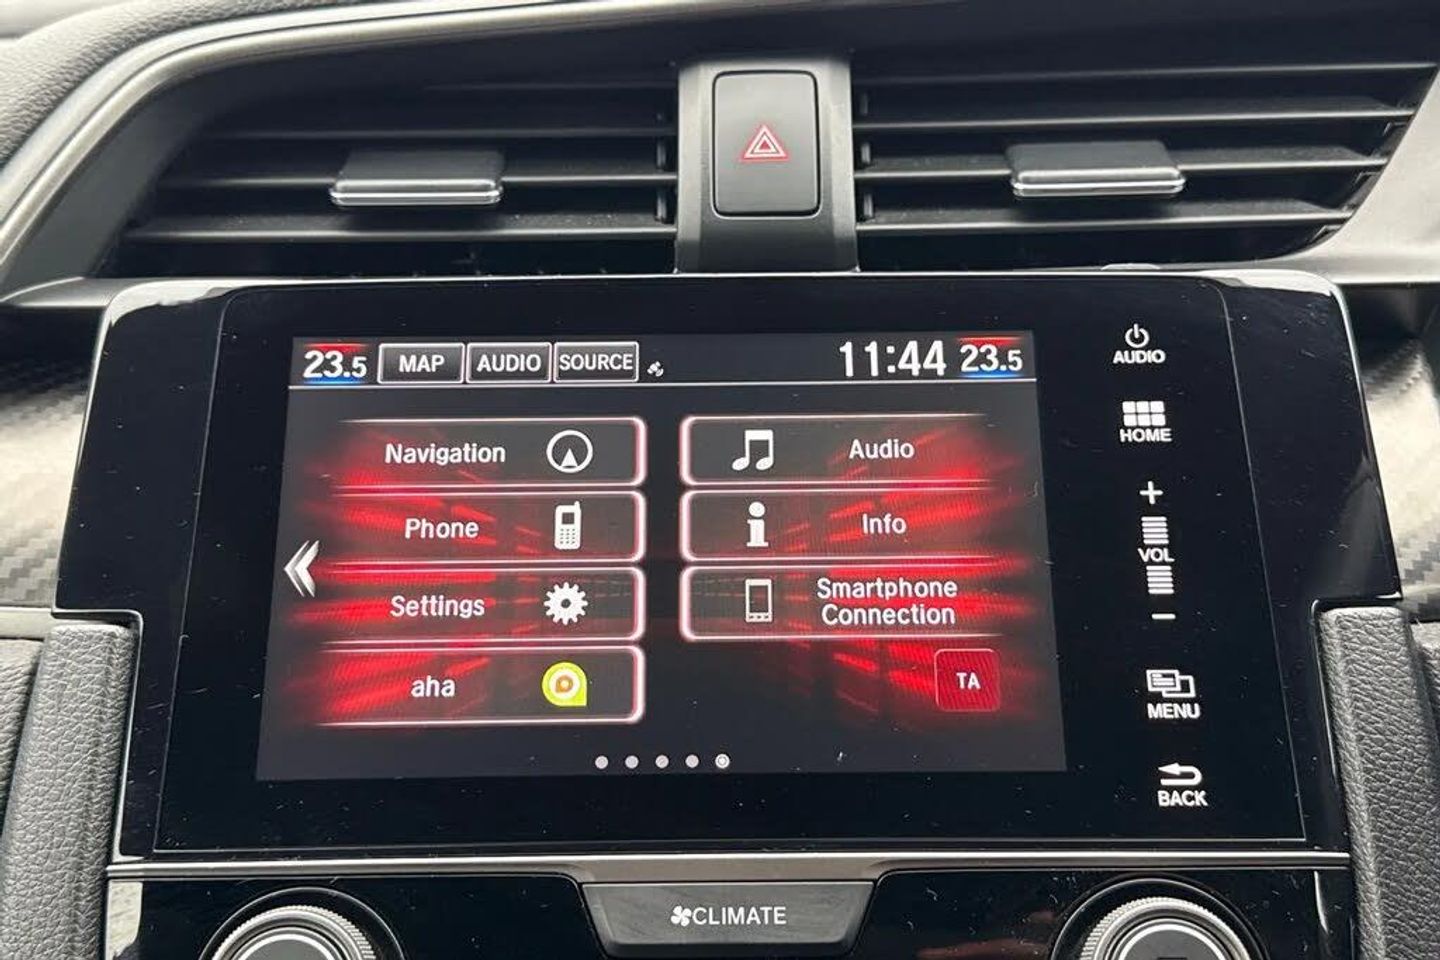 23.5 MAP AUDIO SOURCE 11:44 23.5
Navigation
Audio
Phone
Info
Settings
Smartphone
Connection
aha
TA
AUDIO
HOME
+
VOL
−
MENU
BACK
CLIMATE